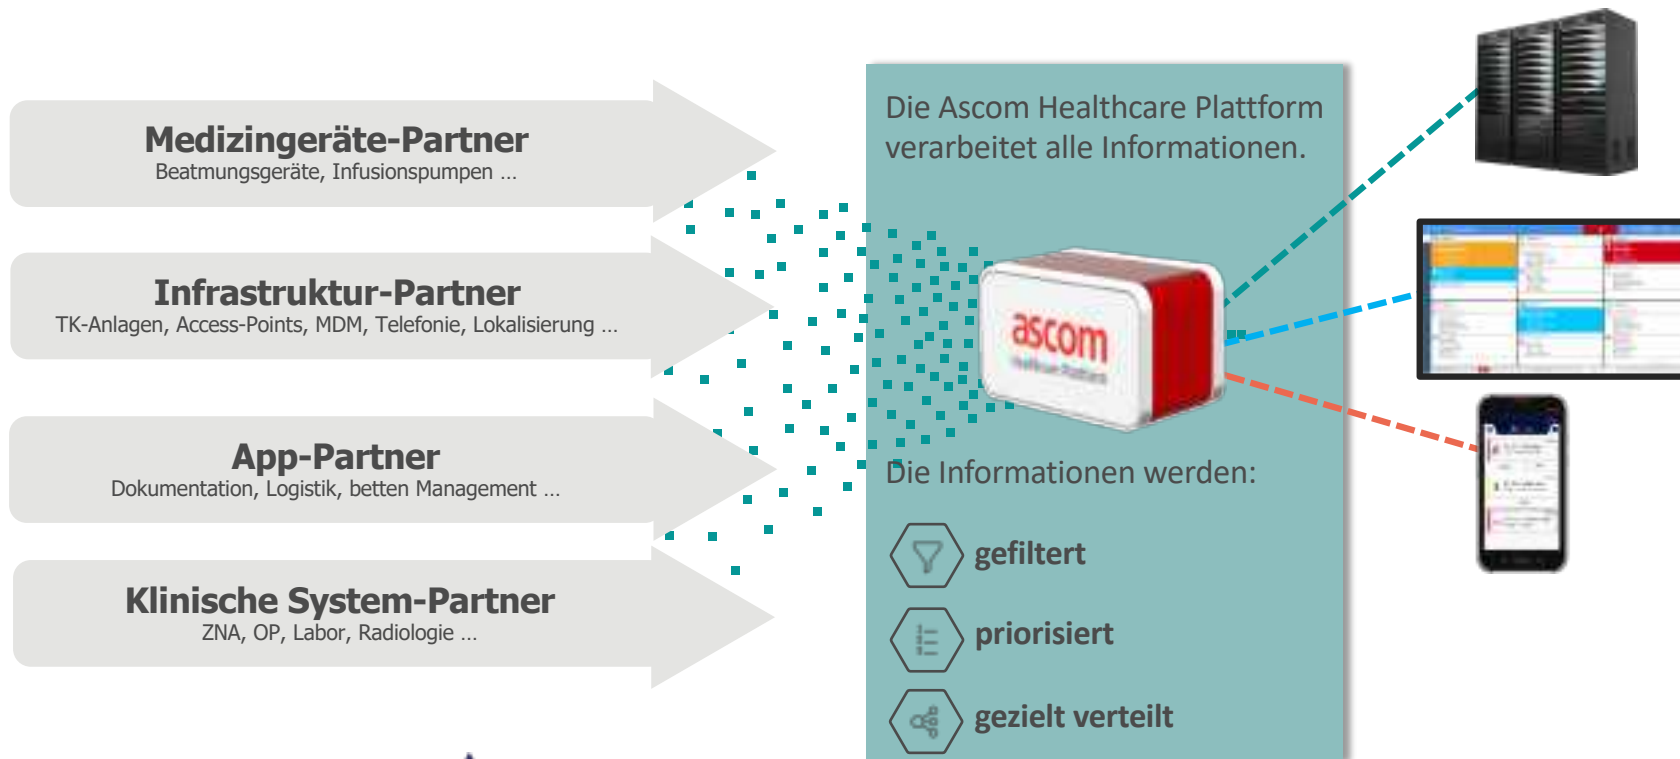 Medizingeräte-Partner
Beatmungsgeräte, Infusionspumpen ...
Infrastruktur-Partner
TK-Anlagen, Access-Points, MDM, Telefonie, Lokalisierung ...
App-Partner
Dokumentation, Logistik, betten Management ...
Klinische System-Partner
ZNA, OP, Labor, Radiologie ...
Die Ascom Healthcare Plattform
verarbeitet alle Informationen.
ascom
Die Informationen werden:
gefiltert
priorisiert
gezielt verteilt